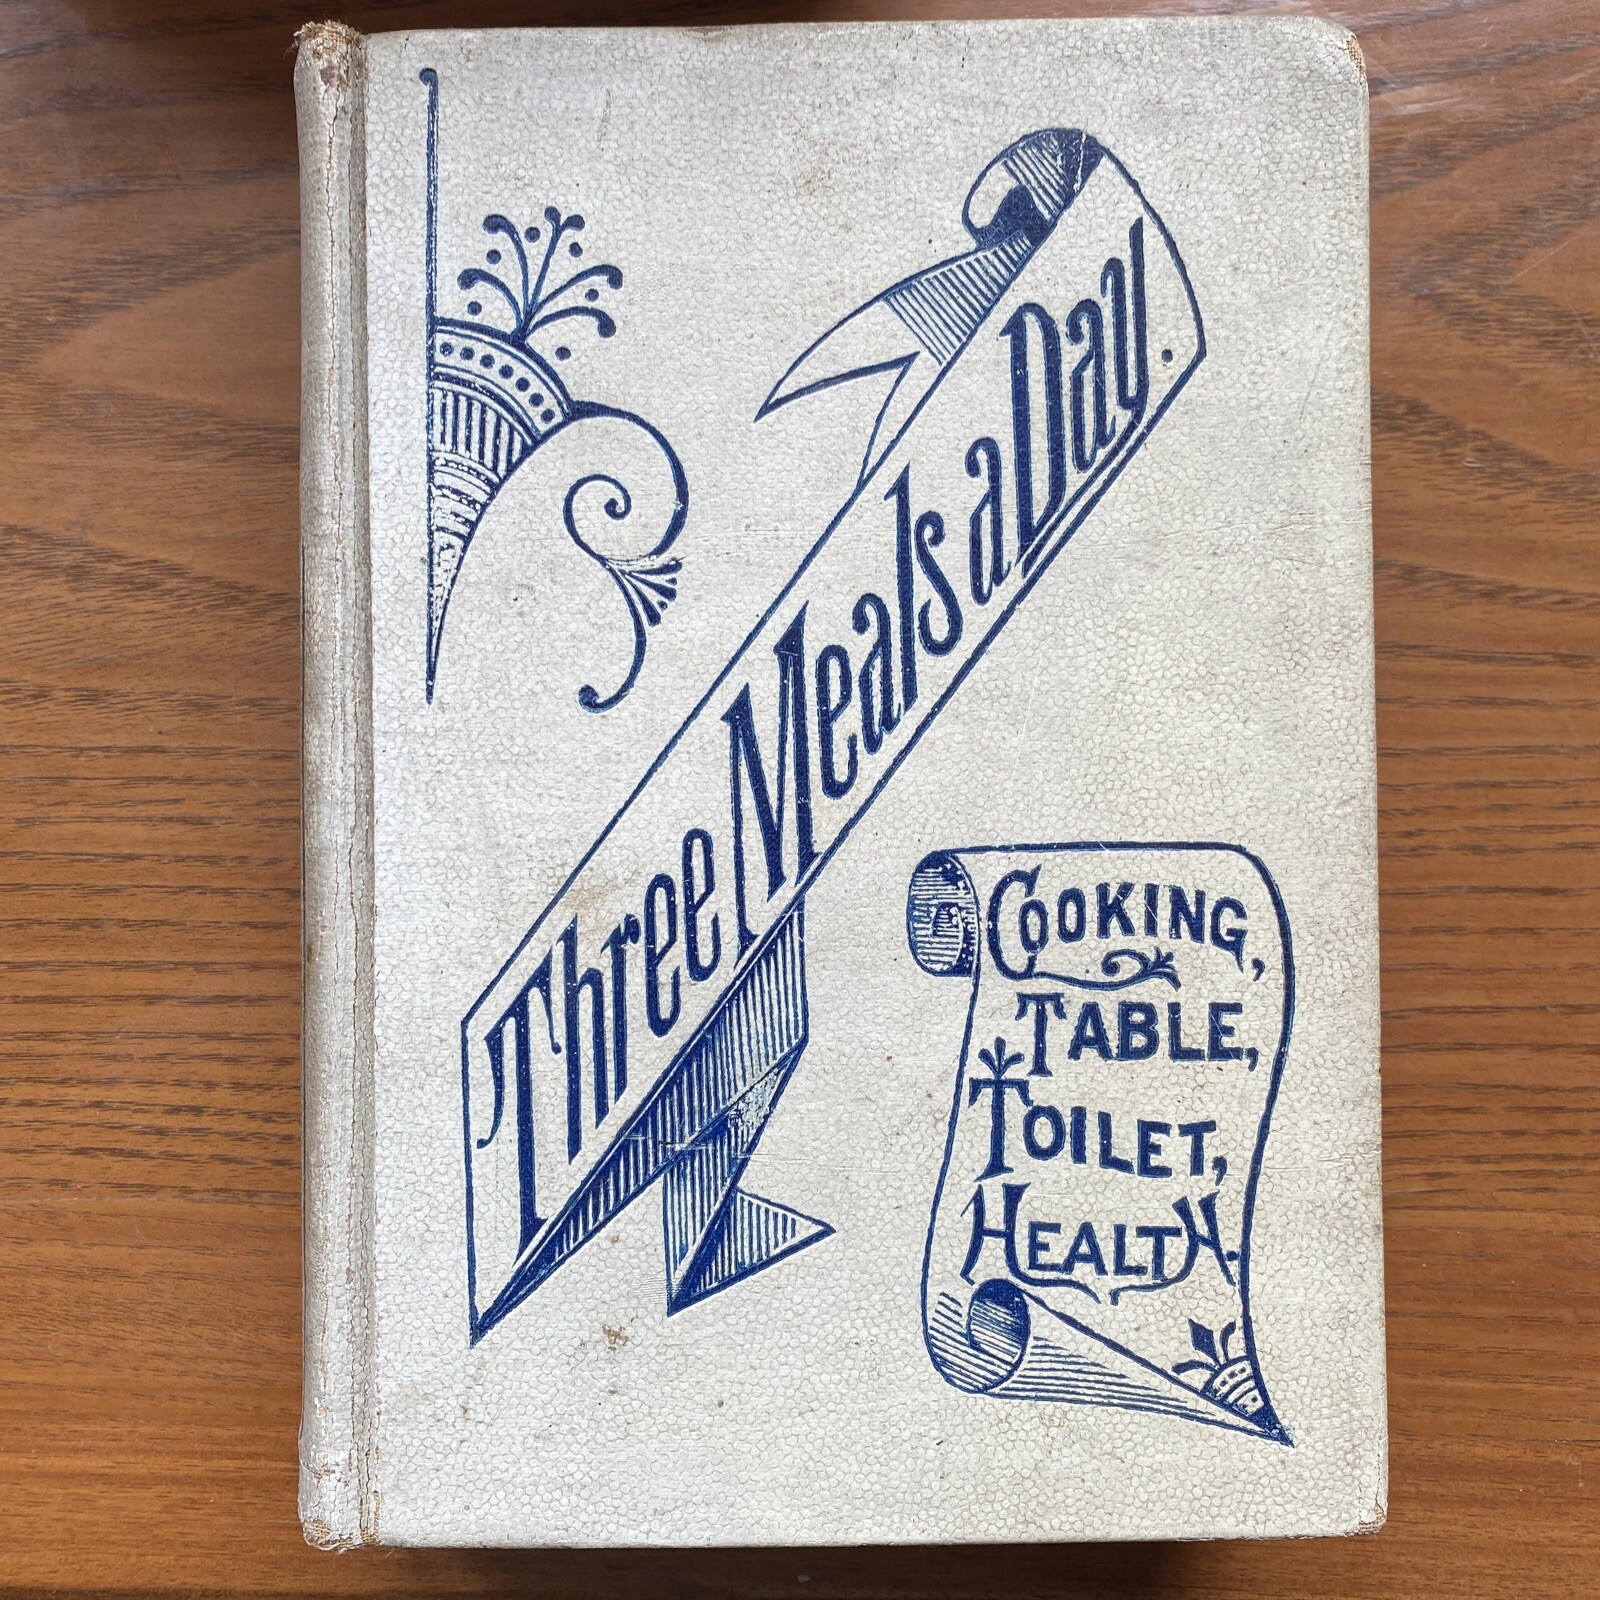 Three Meals a Day.
COOKING,
TABLE,
TOILET,
HEALTH.